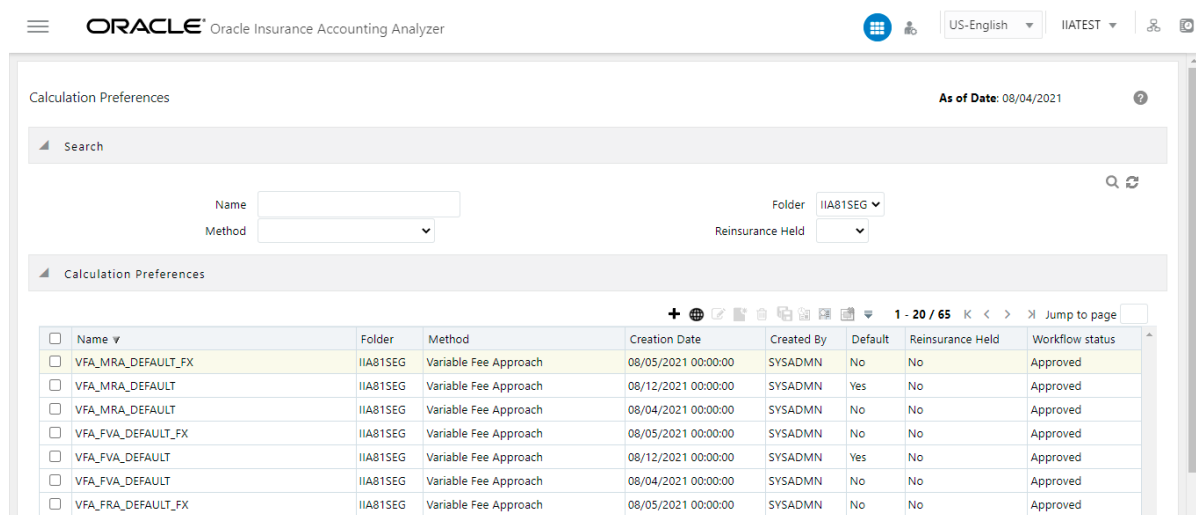 ORACLE® Oracle Insurance Accounting Analyzer US-English IIATEST
Calculation Preferences As of Date: 08/04/2021
Search
Name Folder IIA81SEG
Method Reinsurance Held
Calculation Preferences
1 - 20 / 65 Jump to page
Name Folder Method Creation Date Created By Default Reinsurance Held Workflow status
VFA_MRA_DEFAULT_FX IIA81SEG Variable Fee Approach 08/05/2021 00:00:00 SYSADMN No No Approved
VFA_MRA_DEFAULT IIA81SEG Variable Fee Approach 08/12/2021 00:00:00 SYSADMN Yes No Approved
VFA_MRA_DEFAULT IIA81SEG Variable Fee Approach 08/04/2021 00:00:00 SYSADMN No No Approved
VFA_FVA_DEFAULT_FX IIA81SEG Variable Fee Approach 08/05/2021 00:00:00 SYSADMN No No Approved
VFA_FVA_DEFAULT IIA81SEG Variable Fee Approach 08/12/2021 00:00:00 SYSADMN Yes No Approved
VFA_FVA_DEFAULT IIA81SEG Variable Fee Approach 08/04/2021 00:00:00 SYSADMN No No Approved
VFA_FRA_DEFAULT_FX IIA81SEG Variable Fee Approach 08/05/2021 00:00:00 SYSADMN No No Approved